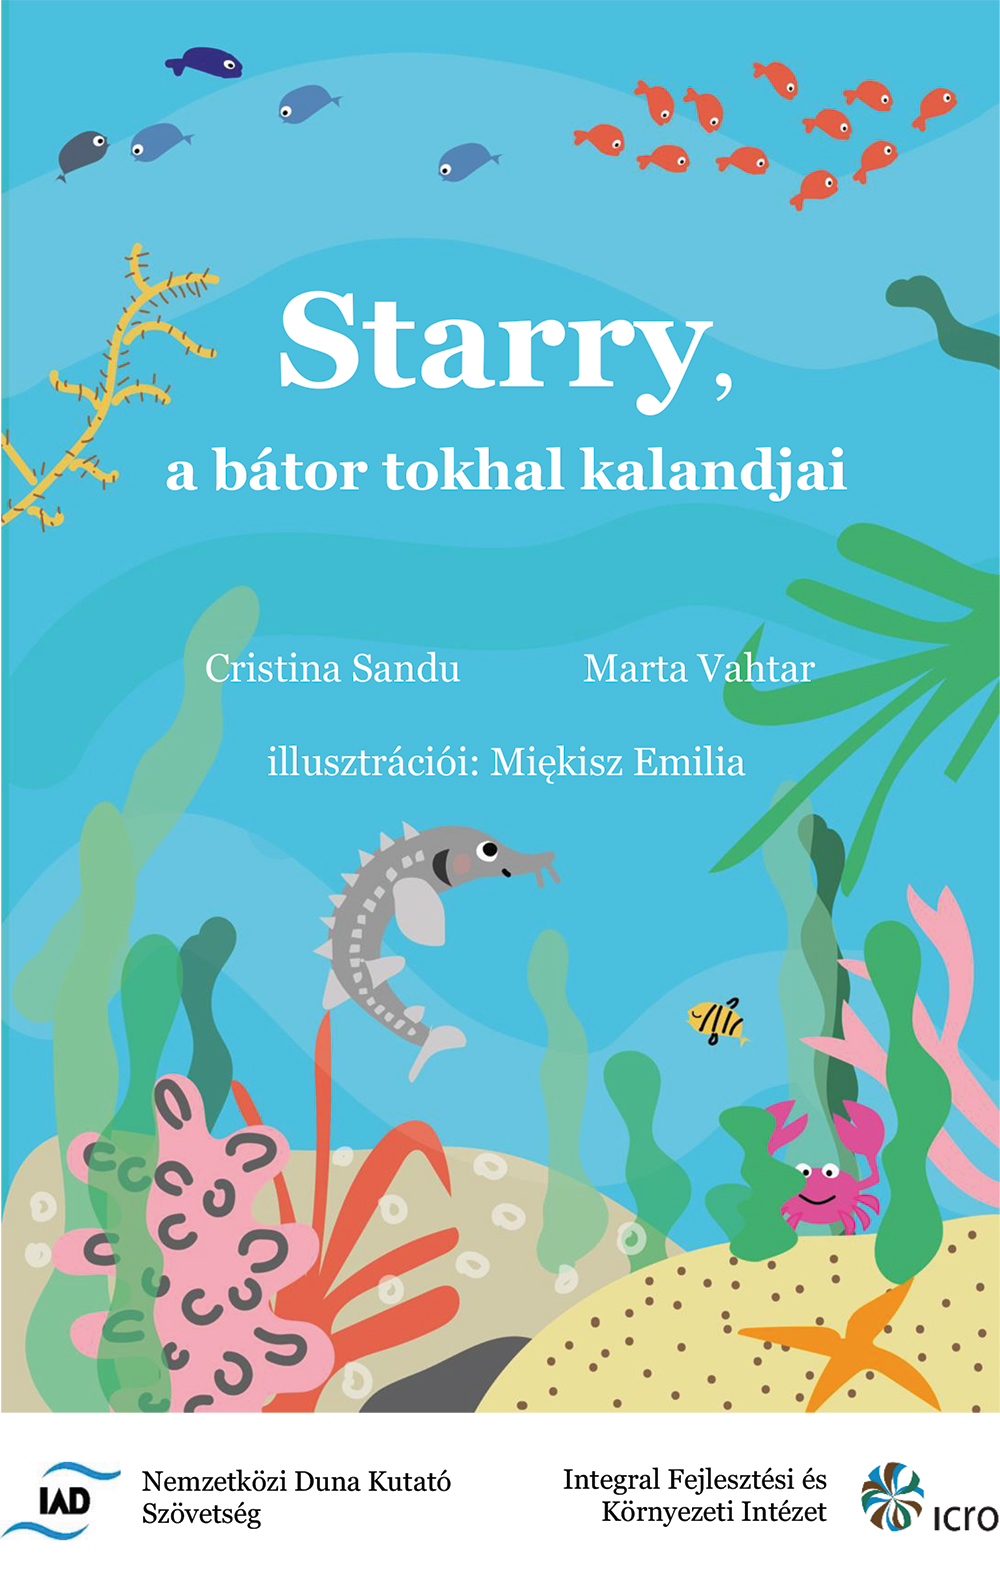 Starry,
a bátor tokhal kalandjai
Cristina Sandu
Marta Vahtar
illusztrációi: Miękisz Emilia
IAD
Nemzetközi Duna Kutató
Szövetség
Integral Fejlesztési és
Környezeti Intézet
ICRO